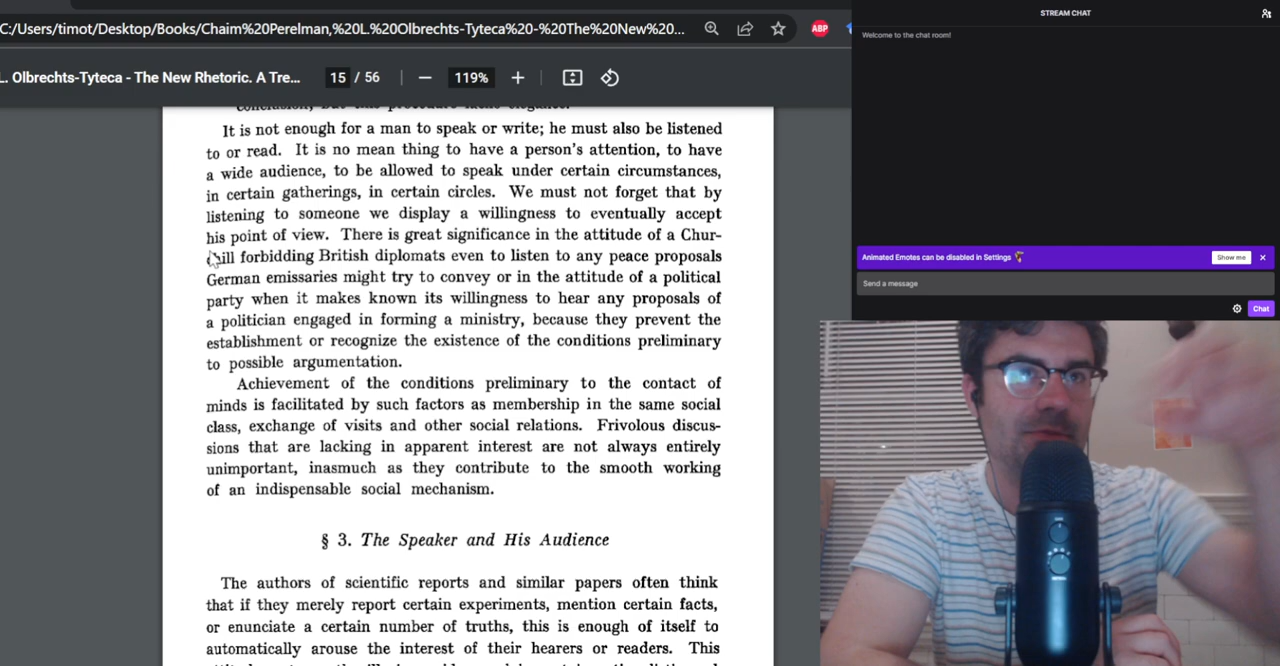 C:/Users/timot/Desktop/Books/Chaim%20Perelman,%20L.%20Olbrechts-Tyteca%20-%20The%20New%20...
ABP
L. Olbrechts-Tyteca - The New Rhetoric. A Tre...
15 / 56
119%
It is not enough for a man to speak or write; he must also be listened
to or read. It is no mean thing to have a person's attention, to have
a wide audience, to be allowed to speak under certain circumstances,
in certain gatherings, in certain circles. We must not forget that by
listening to someone we display a willingness to eventually accept
his point of view. There is great significance in the attitude of a Chur-
hill forbidding British diplomats even to listen to any peace proposals
German emissaries might try to convey or in the attitude of a political
party when it makes known its willingness to hear any proposals of
a politician engaged in forming a ministry, because they prevent the
establishment or recognize the existence of the conditions preliminary
to possible argumentation.
Achievement of the conditions preliminary to the contact of
minds is facilitated by such factors as membership in the same social
class, exchange of visits and other social relations. Frivolous discus-
sions that are lacking in apparent interest are not always entirely
unimportant, inasmuch as they contribute to the smooth working
of an indispensable social mechanism.
§ 3. The Speaker and His Audience
The authors of scientific reports and similar papers often think
that if they merely report certain experiments, mention certain facts,
or enunciate a certain number of truths, this is enough of itself to
automatically arouse the interest of their hearers or readers. This
STREAM CHAT
Welcome to the chat room!
Animated Emotes can be disabled in Settings
Show me
Send a message
Chat